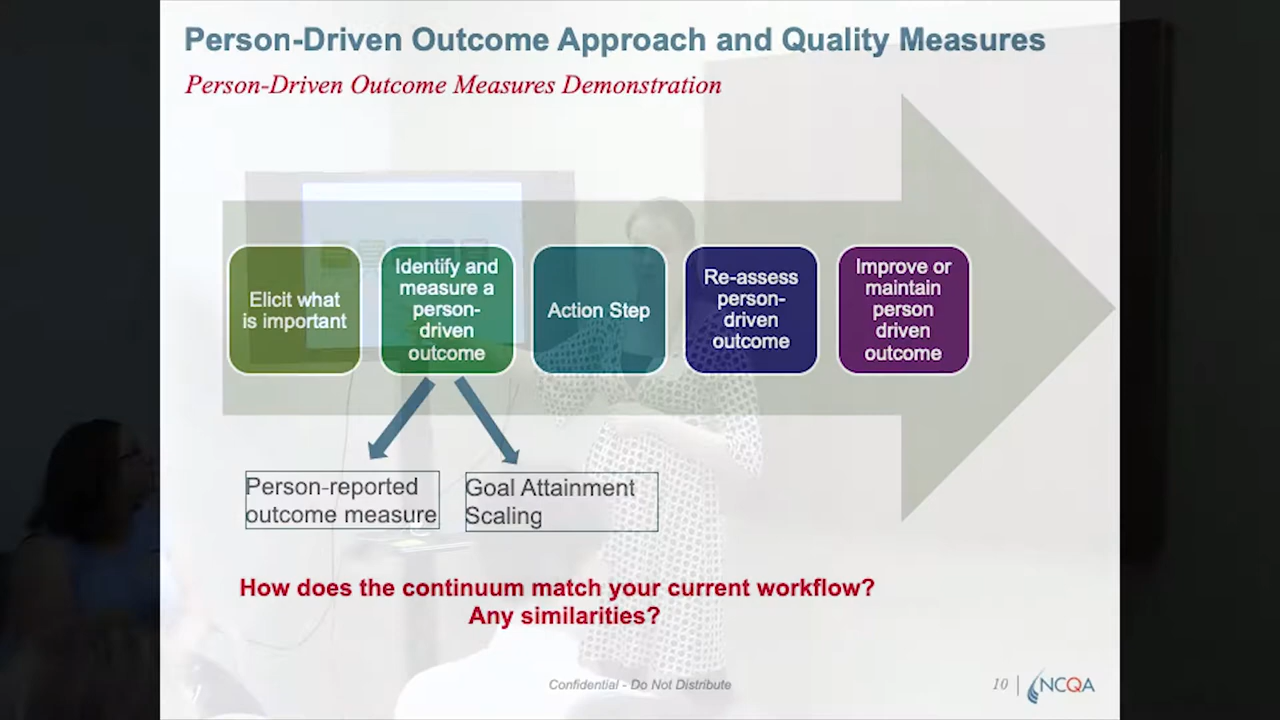 Person-Driven Outcome Approach and Quality Measures
Person-Driven Outcome Measures Demonstration
Elicit what
is important
Identify and
measure a
person-
driven
outcome
Action Step
Re-assess
person-
driven
outcome
Improve or
maintain
person
driven
outcome
Person-reported
outcome measure
Goal Attainment
Scaling
How does the continuum match your current workflow?
Any similarities?
Confidential - Do Not Distribute
10
NCQA